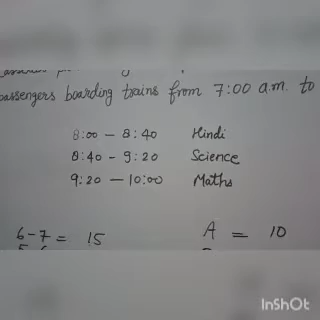 passengers boarding trains from 7:00 a.m. to
8:00 – 8:40 Hindi
8:40 - 9:20 Science
9:20 – 10:00 Maths
6-7 = 15 A = 10
InShOt